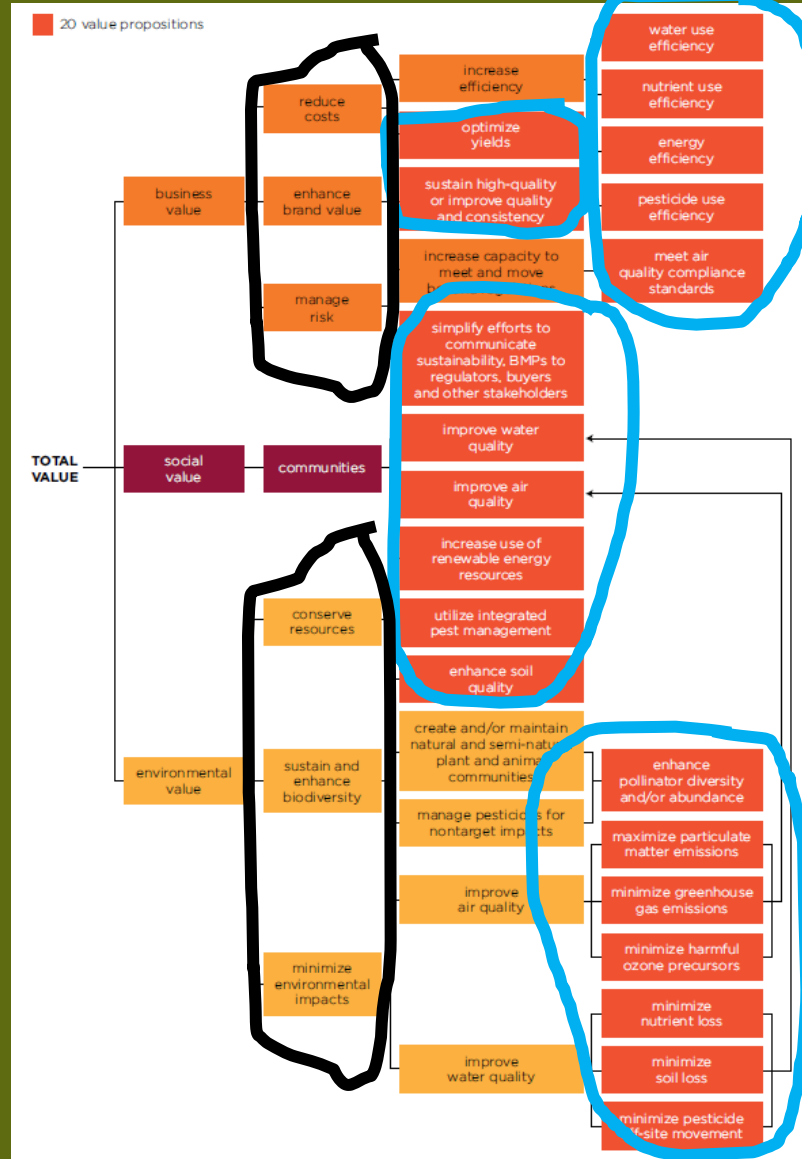 20 value propositions
water use
efficiency
increase
efficiency
nutrient use
efficiency
reduce
costs
optimize
yields
energy
efficiency
business
value
enhance
brand value
sustain high-quality
or improve quality
and consistency
pesticide use
efficiency
increase capacity to
meet and move
meet air
quality compliance
standards
manage
risk
simplify efforts to
communicate
sustainability, BMPs to
regulators, buyers
and other stakeholders
improve water
quality
TOTAL
VALUE
social
value
communities
improve air
quality
increase use of
renewable energy
resources
conserve
resources
utilize integrated
pest management
enhance soil
quality
create and/or maintain
natural and
plant and
communities
environmental
value
sustain and
enhance
biodiversity
enhance
pollinator diversity
and/or abundance
manage pesticides for
nontarget impacts
maximize particulate
matter emissions
improve
air quality
minimize greenhouse
gas emissions
minimize harmful
ozone precursors
minimize
environmental
impacts
minimize
nutrient loss
improve
water quality
minimize
soil loss
minimize pesticide
movement